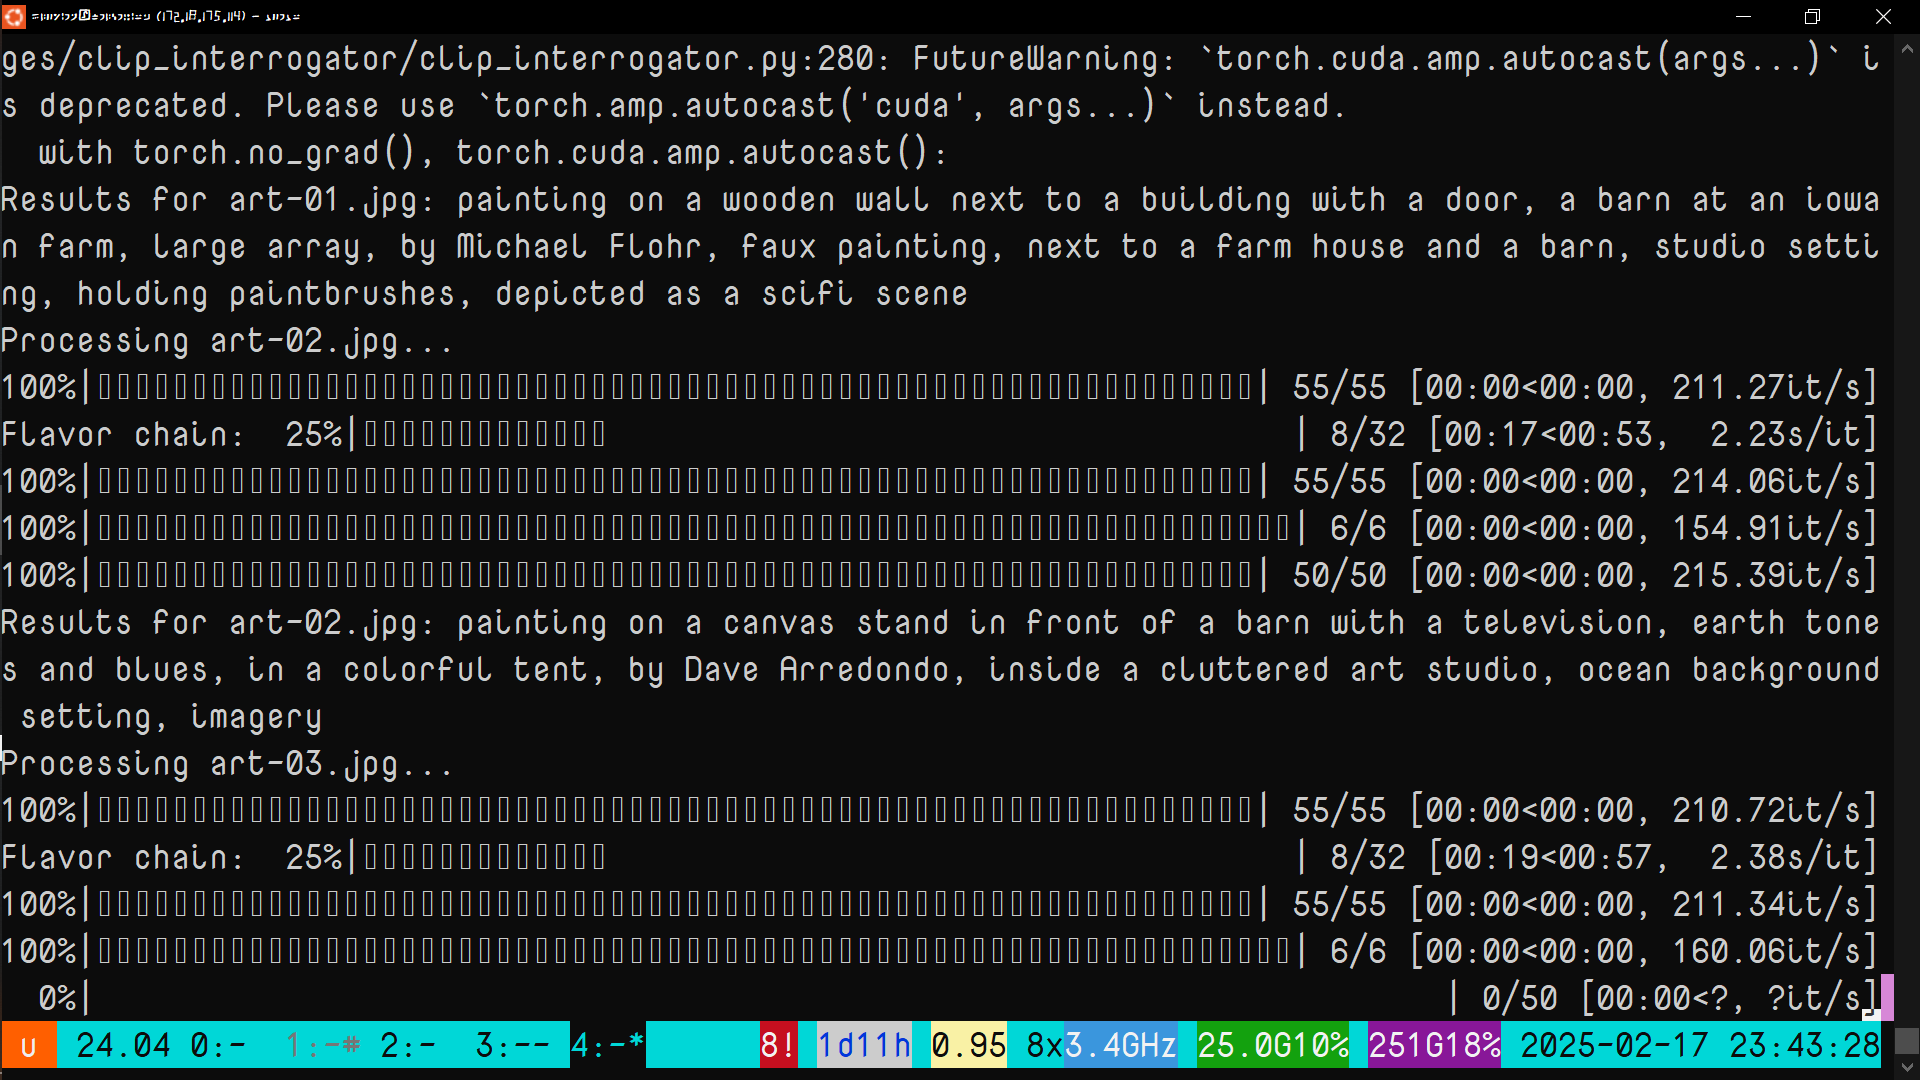 (172.18.175.114) -
ges/clip_interrogator/clip_interrogator.py:280: FutureWarning: `torch.cuda.amp.autocast(args...)` i
s deprecated. Please use `torch.amp.autocast('cuda', args...)` instead.
  with torch.no_grad(), torch.cuda.amp.autocast():
Results for art-01.jpg: painting on a wooden wall next to a building with a door, a barn at an iowa
n farm, large array, by Michael Flohr, faux painting, next to a farm house and a barn, studio setti
ng, holding paintbrushes, depicted as a scifi scene
Processing art-02.jpg...
100%| | 55/55 [00:00<00:00, 211.27it/s]
Flavor chain:  25%| | 8/32 [00:17<00:53,  2.23s/it]
100%| | 55/55 [00:00<00:00, 214.06it/s]
100%| | 6/6 [00:00<00:00, 154.91it/s]
100%| | 50/50 [00:00<00:00, 215.39it/s]
Results for art-02.jpg: painting on a canvas stand in front of a barn with a television, earth tone
s and blues, in a colorful tent, by Dave Arredondo, inside a cluttered art studio, ocean background
 setting, imagery
Processing art-03.jpg...
100%| | 55/55 [00:00<00:00, 210.72it/s]
Flavor chain:  25%| | 8/32 [00:19<00:57,  2.38s/it]
100%| | 55/55 [00:00<00:00, 211.34it/s]
100%| | 6/6 [00:00<00:00, 160.06it/s]
  0%| | 0/50 [00:00<?, ?it/s]
u 24.04 0:- 1:-# 2:- 3:-- 4:-* 8! 1d11h 0.95 8x3.4GHz 25.0G10% 251G18% 2025-02-17 23:43:28